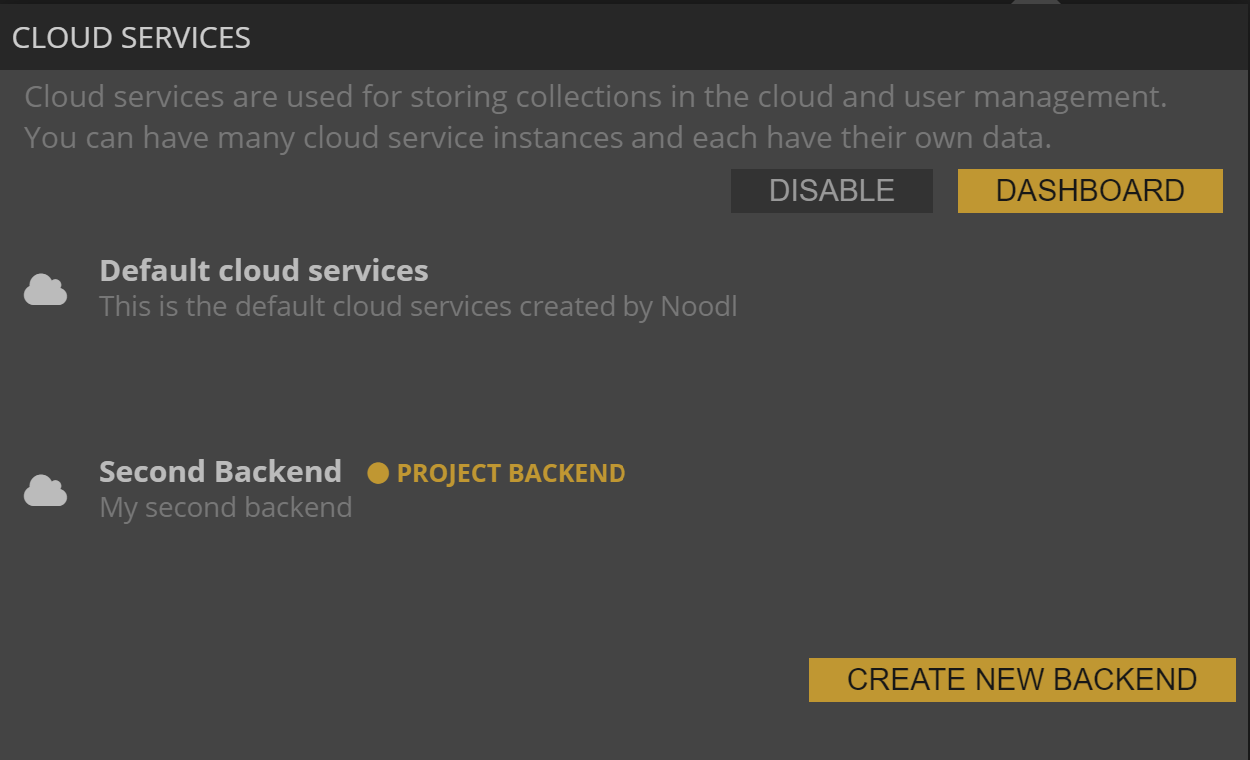 CLOUD SERVICES
Cloud services are used for storing collections in the cloud and user management.
You can have many cloud service instances and each have their own data.
DISABLE
DASHBOARD
Default cloud services
This is the default cloud services created by Noodl
Second Backend
PROJECT BACKEND
My second backend
CREATE NEW BACKEND